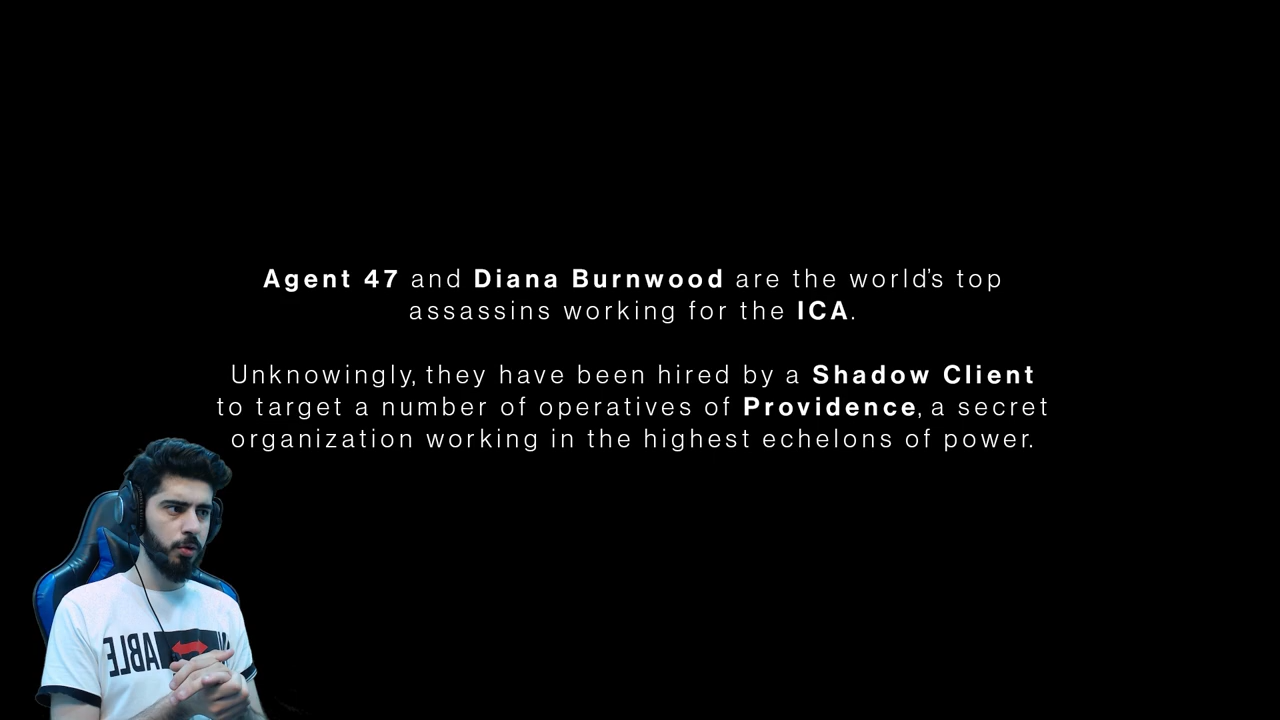 Agent 47 and Diana Burnwood are the world's top
assassins working for the ICA.
Unknowingly, they have been hired by a Shadow Client
to target a number of operatives of Providence, a secret
organization working in the highest echelons of power.
ABLE